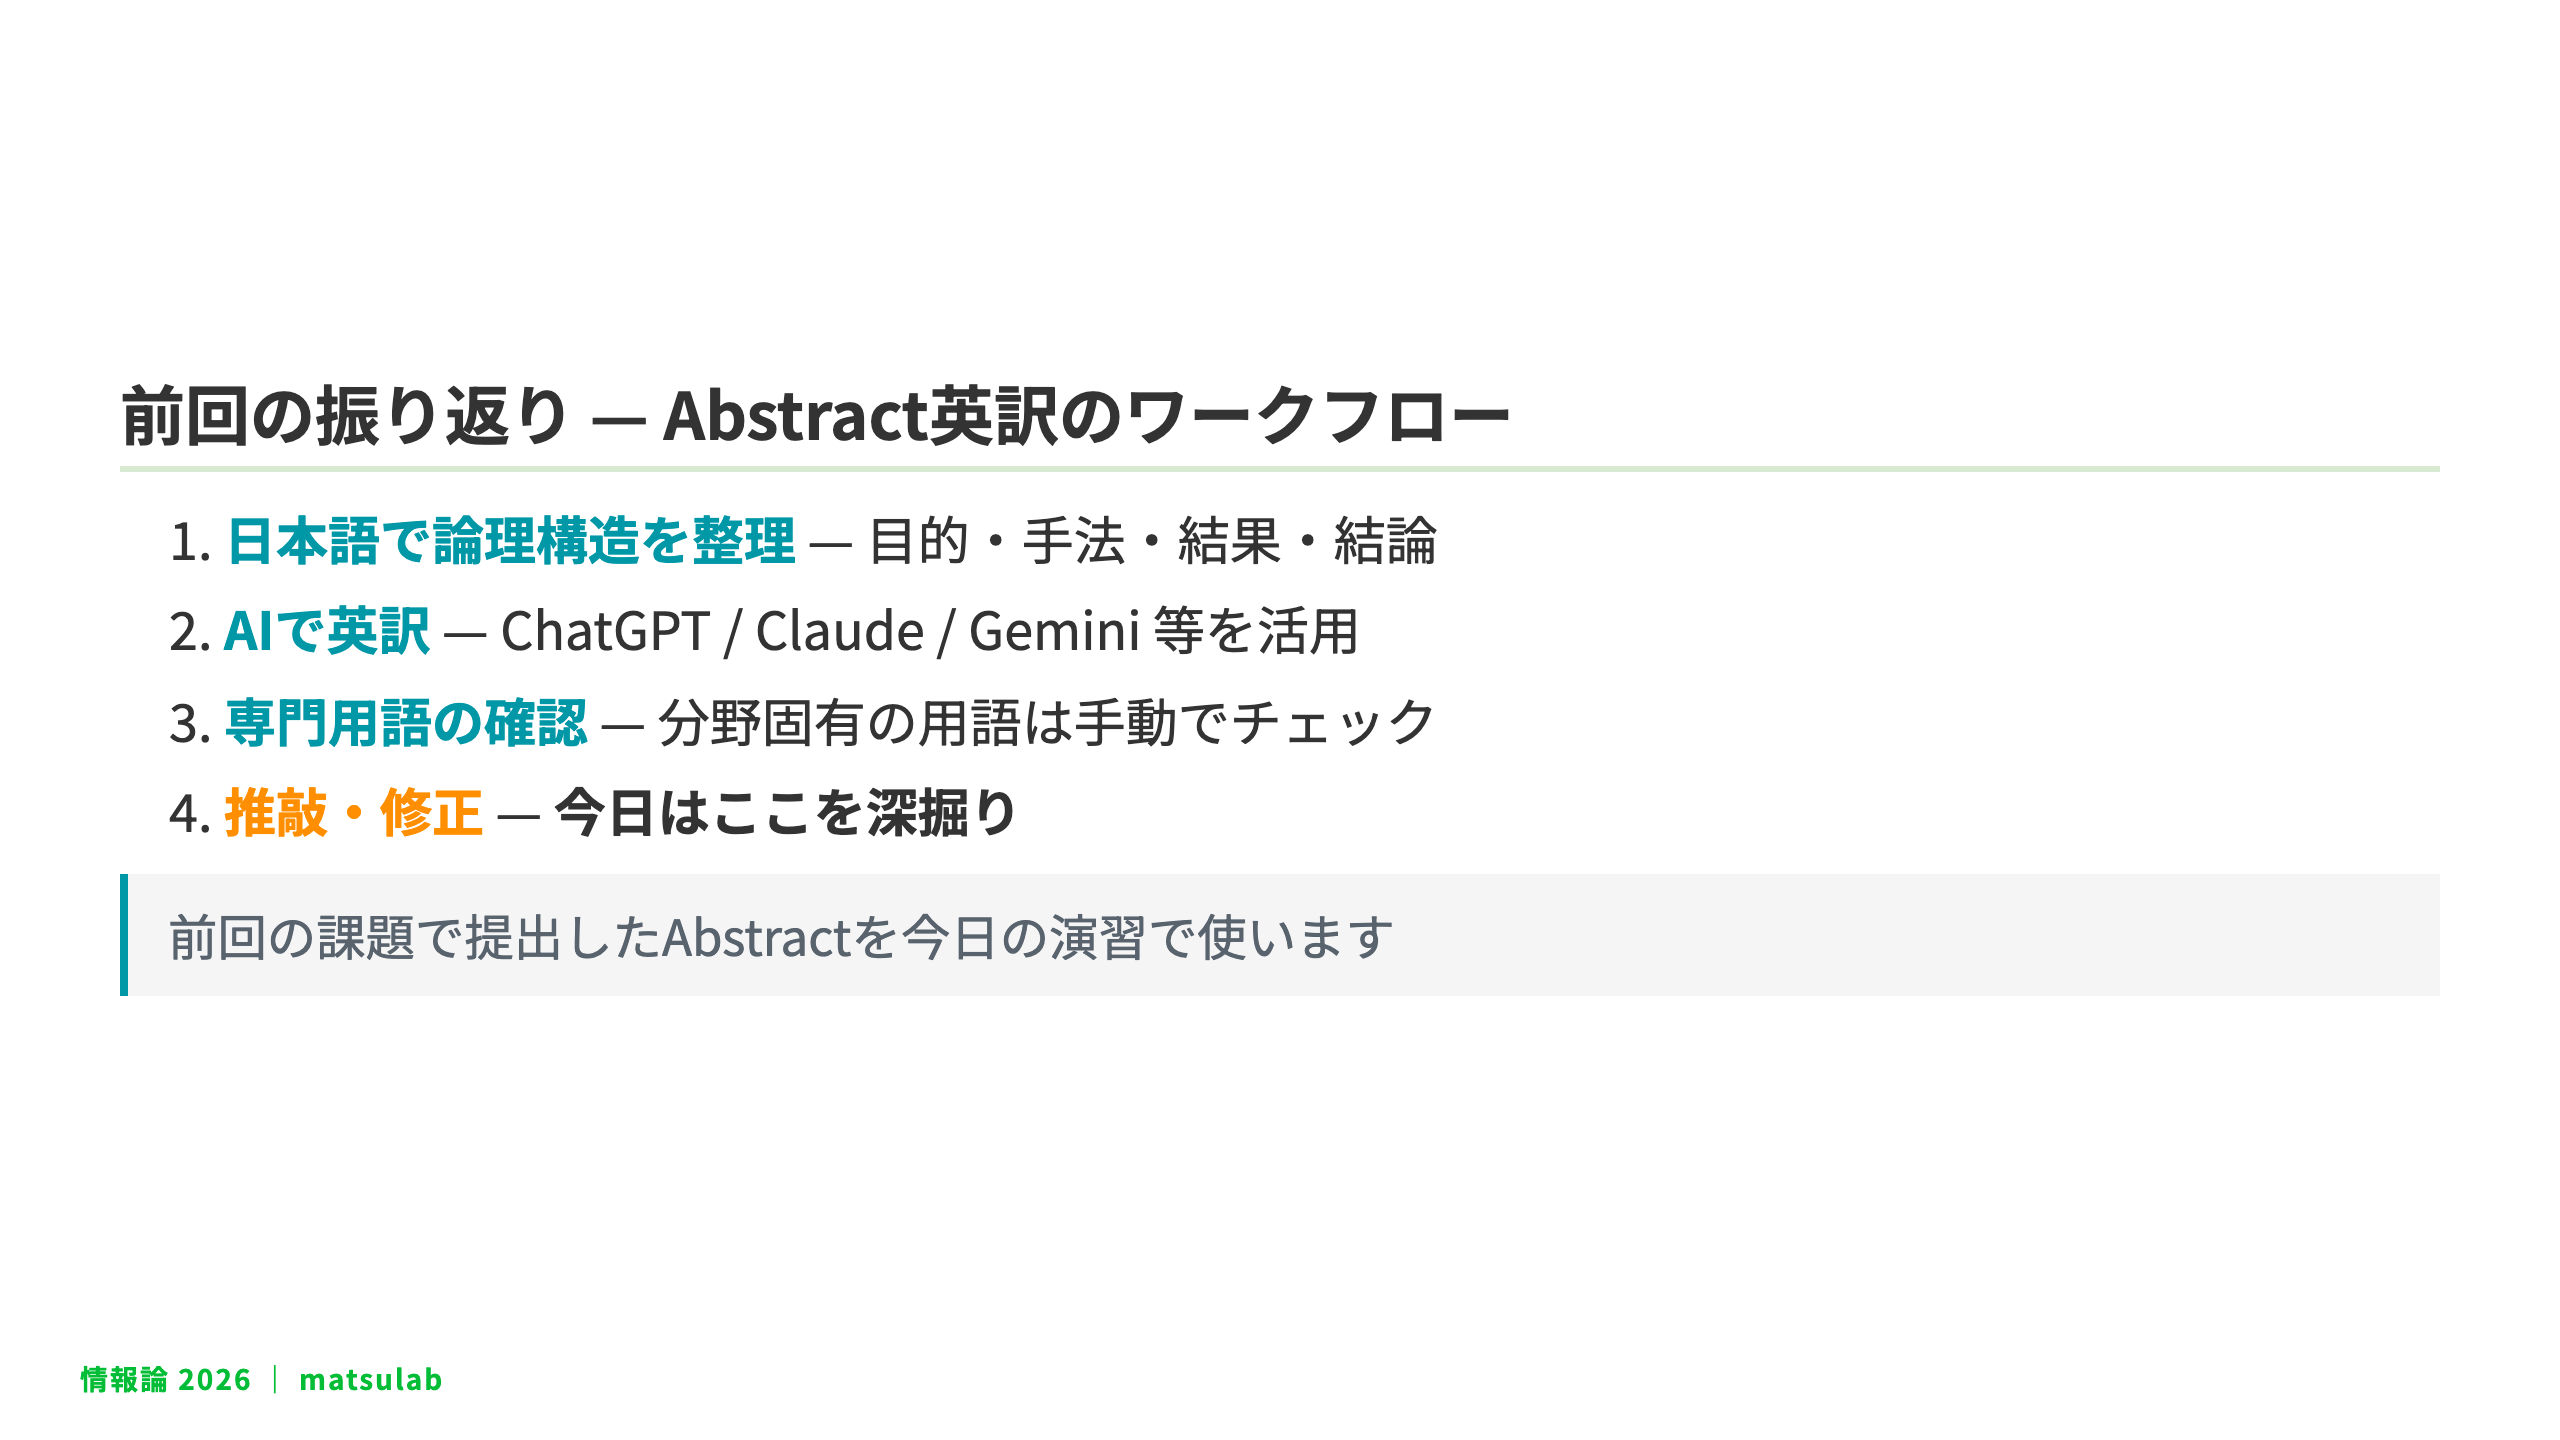 前回の振り返り — Abstract英訳のワークフロー
1. 日本語で論理構造を整理 — 目的・手法・結果・結論
2. AIで英訳 — ChatGPT / Claude / Gemini 等を活用
3. 専門用語の確認 — 分野固有の用語は手動でチェック
4. 推敲・修正 — 今日はここを深掘り
前回の課題で提出したAbstractを今日の演習で使います
情報論 2026 ｜ matsulab